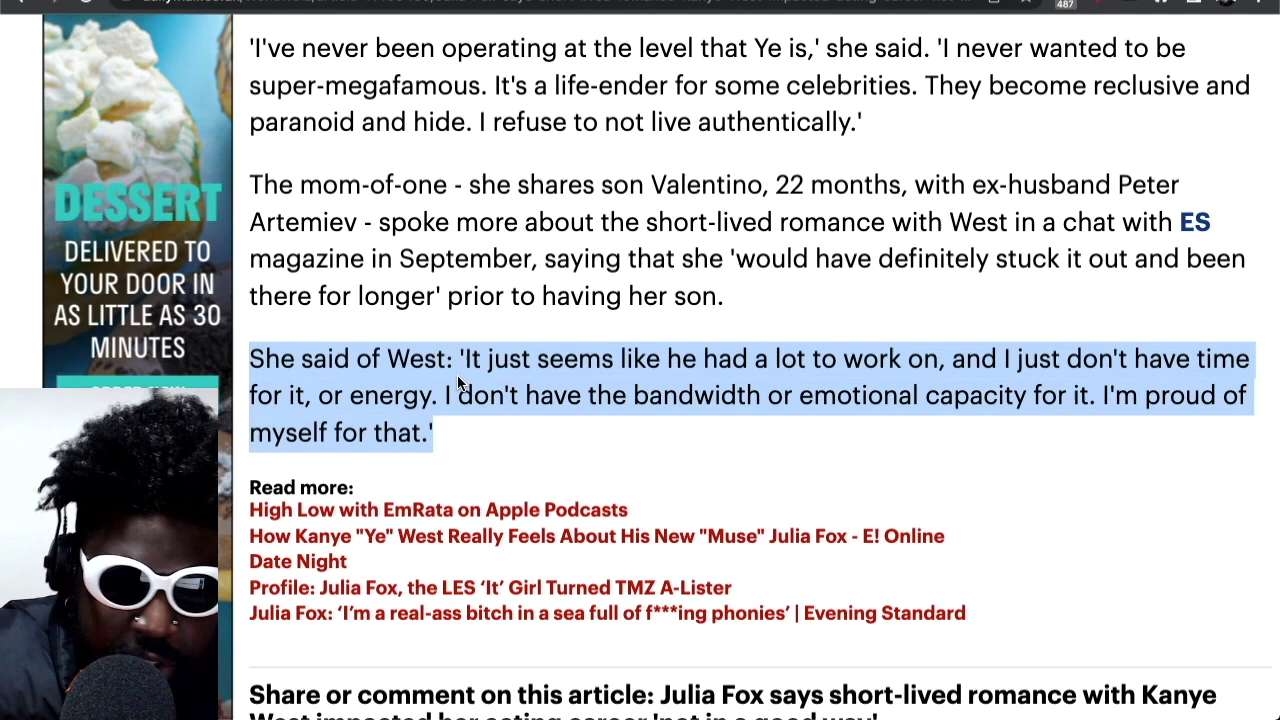 487
'I've never been operating at the level that Ye is,' she said. 'I never wanted to be
super-megafamous. It's a life-ender for some celebrities. They become reclusive and
paranoid and hide. I refuse to not live authentically.'
The mom-of-one - she shares son Valentino, 22 months, with ex-husband Peter
Artemiev - spoke more about the short-lived romance with West in a chat with ES
magazine in September, saying that she 'would have definitely stuck it out and been
there for longer' prior to having her son.
She said of West: 'It just seems like he had a lot to work on, and I just don't have time
for it, or energy. I don't have the bandwidth or emotional capacity for it. I'm proud of
myself for that.'
Read more:
High Low with EmRata on Apple Podcasts
How Kanye "Ye" West Really Feels About His New "Muse" Julia Fox - E! Online
Date Night
Profile: Julia Fox, the LES ‘It’ Girl Turned TMZ A-Lister
Julia Fox: ‘I’m a real-ass bitch in a sea full of f***ing phonies’ | Evening Standard
Share or comment on this article: Julia Fox says short-lived romance with Kanye
West impacted her acting career 'not in a good way'
DESSERT
DELIVERED TO
YOUR DOOR IN
AS LITTLE AS 30
MINUTES